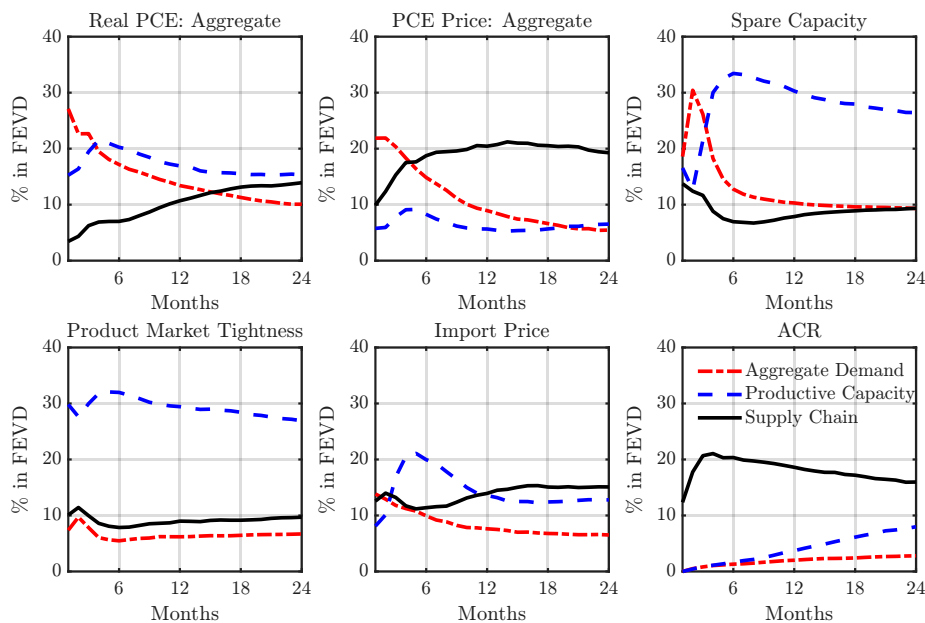 Real PCE: Aggregate
40
30
20
10
0
% in FEVD
6
12
18
24
Months
PCE Price: Aggregate
40
30
20
10
0
% in FEVD
6
12
18
24
Months
Spare Capacity
40
30
20
10
0
% in FEVD
6
12
18
24
Months
Product Market Tightness
40
30
20
10
0
% in FEVD
6
12
18
24
Months
Import Price
40
30
20
10
0
% in FEVD
6
12
18
24
Months
ACR
40
30
20
10
0
% in FEVD
Aggregate Demand
Productive Capacity
Supply Chain
6
12
18
24
Months